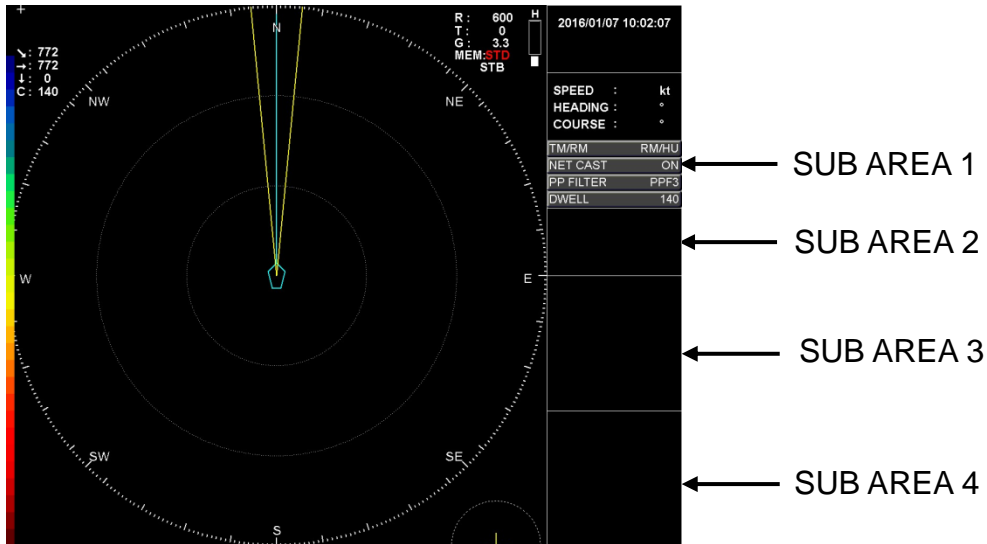 R : 600 H
T : 0
G : 3.3
MEM:STD
STB
2016/01/07 10:02:07
↘: 772
→: 772
↓: 0
C: 140
N
NW
NE
W
E
SW
SE
S
SPEED : kt
HEADING : °
COURSE : °
TM/RM RM/HU
NET CAST ON
PP FILTER PPF3
DWELL 140
SUB AREA 1
SUB AREA 2
SUB AREA 3
SUB AREA 4